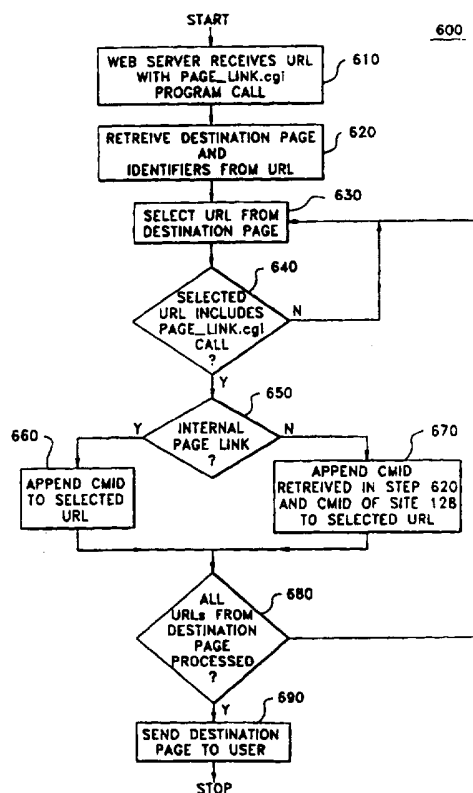 START
600
WEB SERVER RECEIVES URL
WITH PAGE_LINK.cgi
PROGRAM CALL
610
RETREIVE DESTINATION PAGE
AND
IDENTIFIERS FROM URL
620
630
SELECT URL FROM
DESTINATION PAGE
640
SELECTED
URL INCLUDES
PAGE_LINK.cgi
CALL
?
N
Y
650
INTERNAL
PAGE LINK
?
Y
N
660
APPEND CMID
TO SELECTED
URL
670
APPEND CMID
RETREIVED IN STEP 620
AND CMID OF SITE 128
TO SELECTED URL
680
ALL
URLs FROM
DESTINATION
PAGE
PROCESSED
?
Y
690
SEND DESTINATION
PAGE TO USER
STOP